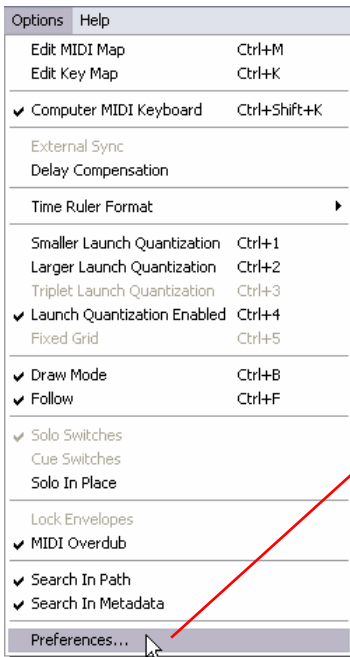 Options Help
Edit MIDI Map Ctrl+M
Edit Key Map Ctrl+K
Computer MIDI Keyboard Ctrl+Shift+K
External Sync
Delay Compensation
Time Ruler Format
Smaller Launch Quantization Ctrl+1
Larger Launch Quantization Ctrl+2
Triplet Launch Quantization Ctrl+3
Launch Quantization Enabled Ctrl+4
Fixed Grid Ctrl+5
Draw Mode Ctrl+B
Follow Ctrl+F
Solo Switches
Cue Switches
Solo In Place
Lock Envelopes
MIDI Overdub
Search In Path
Search In Metadata
Preferences...